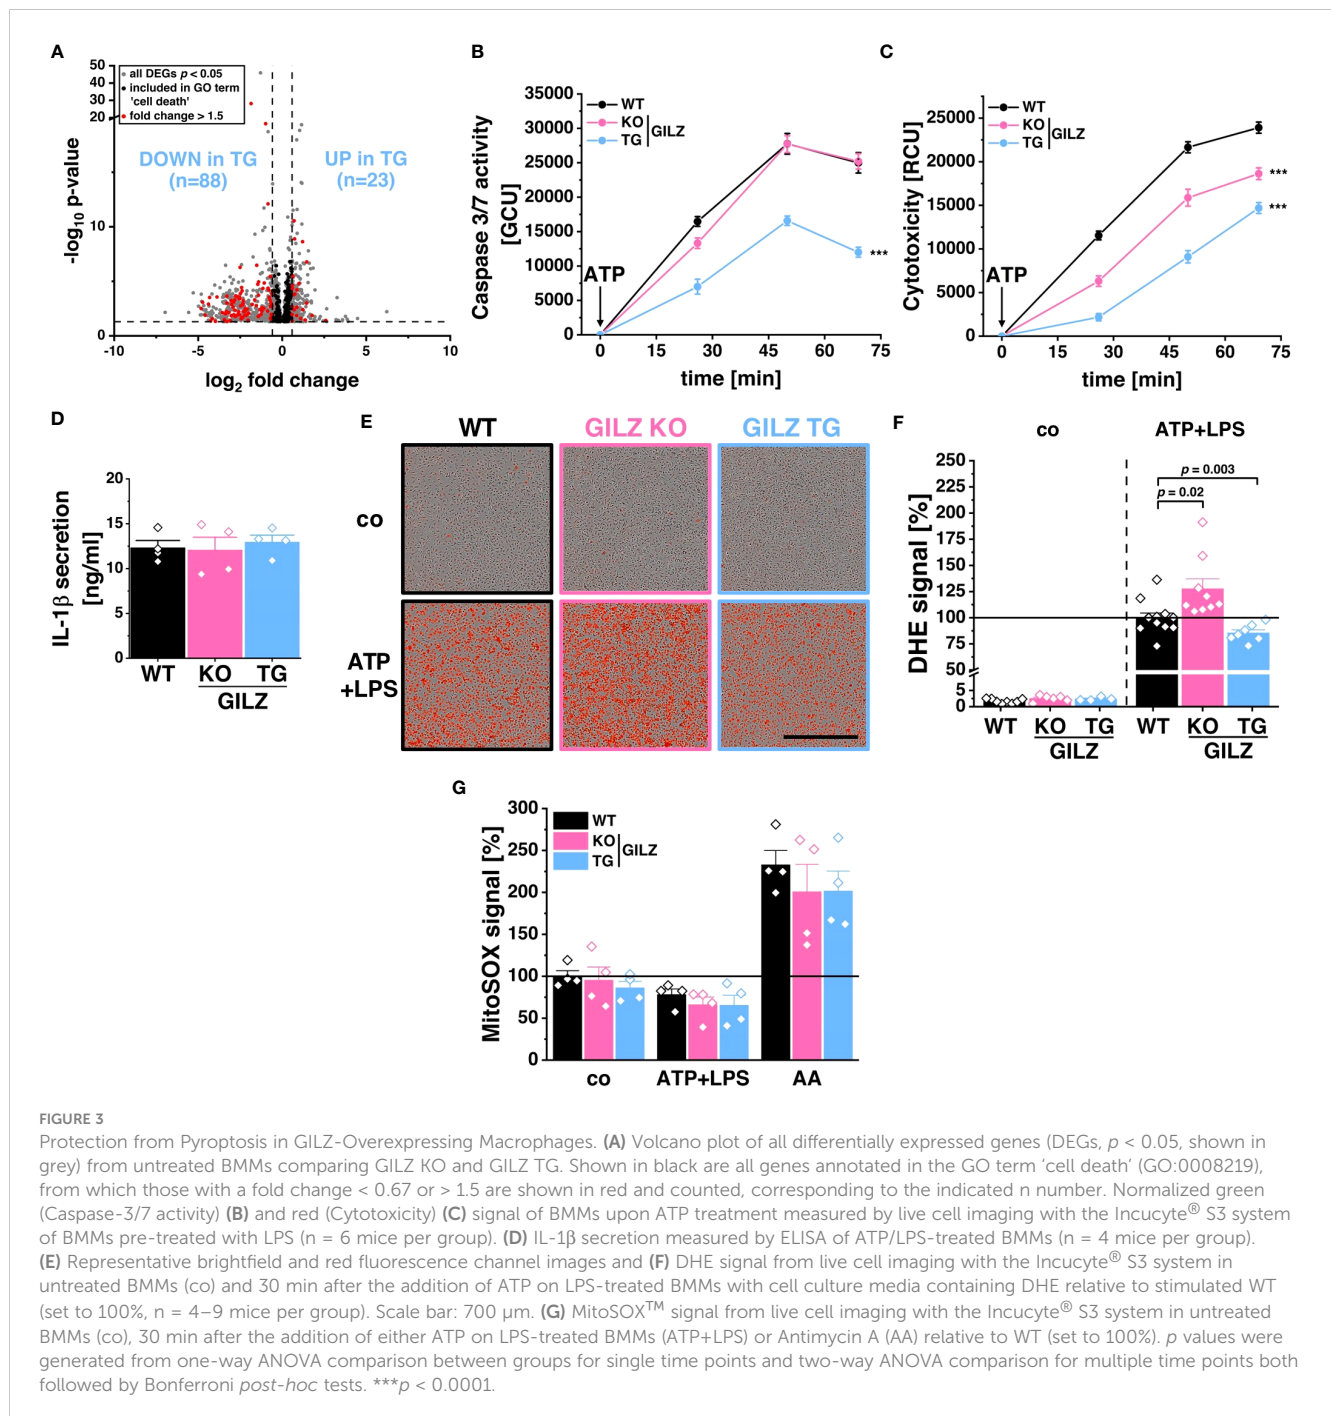 A
50
40
30
20
10
0
-log10 p-value
all DEGs p < 0.05
included in GO term
'cell death'
fold change > 1.5
DOWN in TG
(n=88)
UP in TG
(n=23)
-10
-5
0
5
10
log2 fold change
B
Caspase 3/7 activity
[GCU]
35000
30000
25000
20000
15000
10000
5000
0
WT
KO
TG
GILZ
ATP
***
0
15
30
45
60
75
time [min]
C
Cytotoxicity [RCU]
25000
20000
15000
10000
5000
0
WT
KO
TG
GILZ
ATP
***
***
0
15
30
45
60
75
time [min]
D
IL-1β secretion
[ng/ml]
20
15
10
5
0
WT
KO
TG
GILZ
E
WT
GILZ KO
GILZ TG
co
ATP
+LPS
F
co
ATP+LPS
DHE signal [%]
250
225
200
175
150
125
100
75
50
5
0
p = 0.003
p = 0.02
WT
KO
TG
GILZ
WT
KO
TG
GILZ
G
MitoSOX signal [%]
300
250
200
150
100
50
0
WT
KO
TG
GILZ
co
ATP+LPS
AA
FIGURE 3
Protection from Pyroptosis in GILZ-Overexpressing Macrophages. (A) Volcano plot of all differentially expressed genes (DEGs, p < 0.05, shown in
grey) from untreated BMMs comparing GILZ KO and GILZ TG. Shown in black are all genes annotated in the GO term ‘cell death’ (GO:0008219),
from which those with a fold change < 0.67 or > 1.5 are shown in red and counted, corresponding to the indicated n number. Normalized green
(Caspase-3/7 activity) (B) and red (Cytotoxicity) (C) signal of BMMs upon ATP treatment measured by live cell imaging with the Incucyte® S3 system
of BMMs pre-treated with LPS (n = 6 mice per group). (D) IL-1β secretion measured by ELISA of ATP/LPS-treated BMMs (n = 4 mice per group).
(E) Representative brightfield and red fluorescence channel images and (F) DHE signal from live cell imaging with the Incucyte® S3 system in
untreated BMMs (co) and 30 min after the addition of ATP on LPS-treated BMMs with cell culture media containing DHE relative to stimulated WT
(set to 100%, n = 4–9 mice per group). Scale bar: 700 µm. (G) MitoSOX™ signal from live cell imaging with the Incucyte® S3 system in untreated
BMMs (co), 30 min after the addition of either ATP on LPS-treated BMMs (ATP+LPS) or Antimycin A (AA) relative to WT (set to 100%). p values were
generated from one-way ANOVA comparison between groups for single time points and two-way ANOVA comparison for multiple time points both
followed by Bonferroni post-hoc tests. ***p < 0.0001.